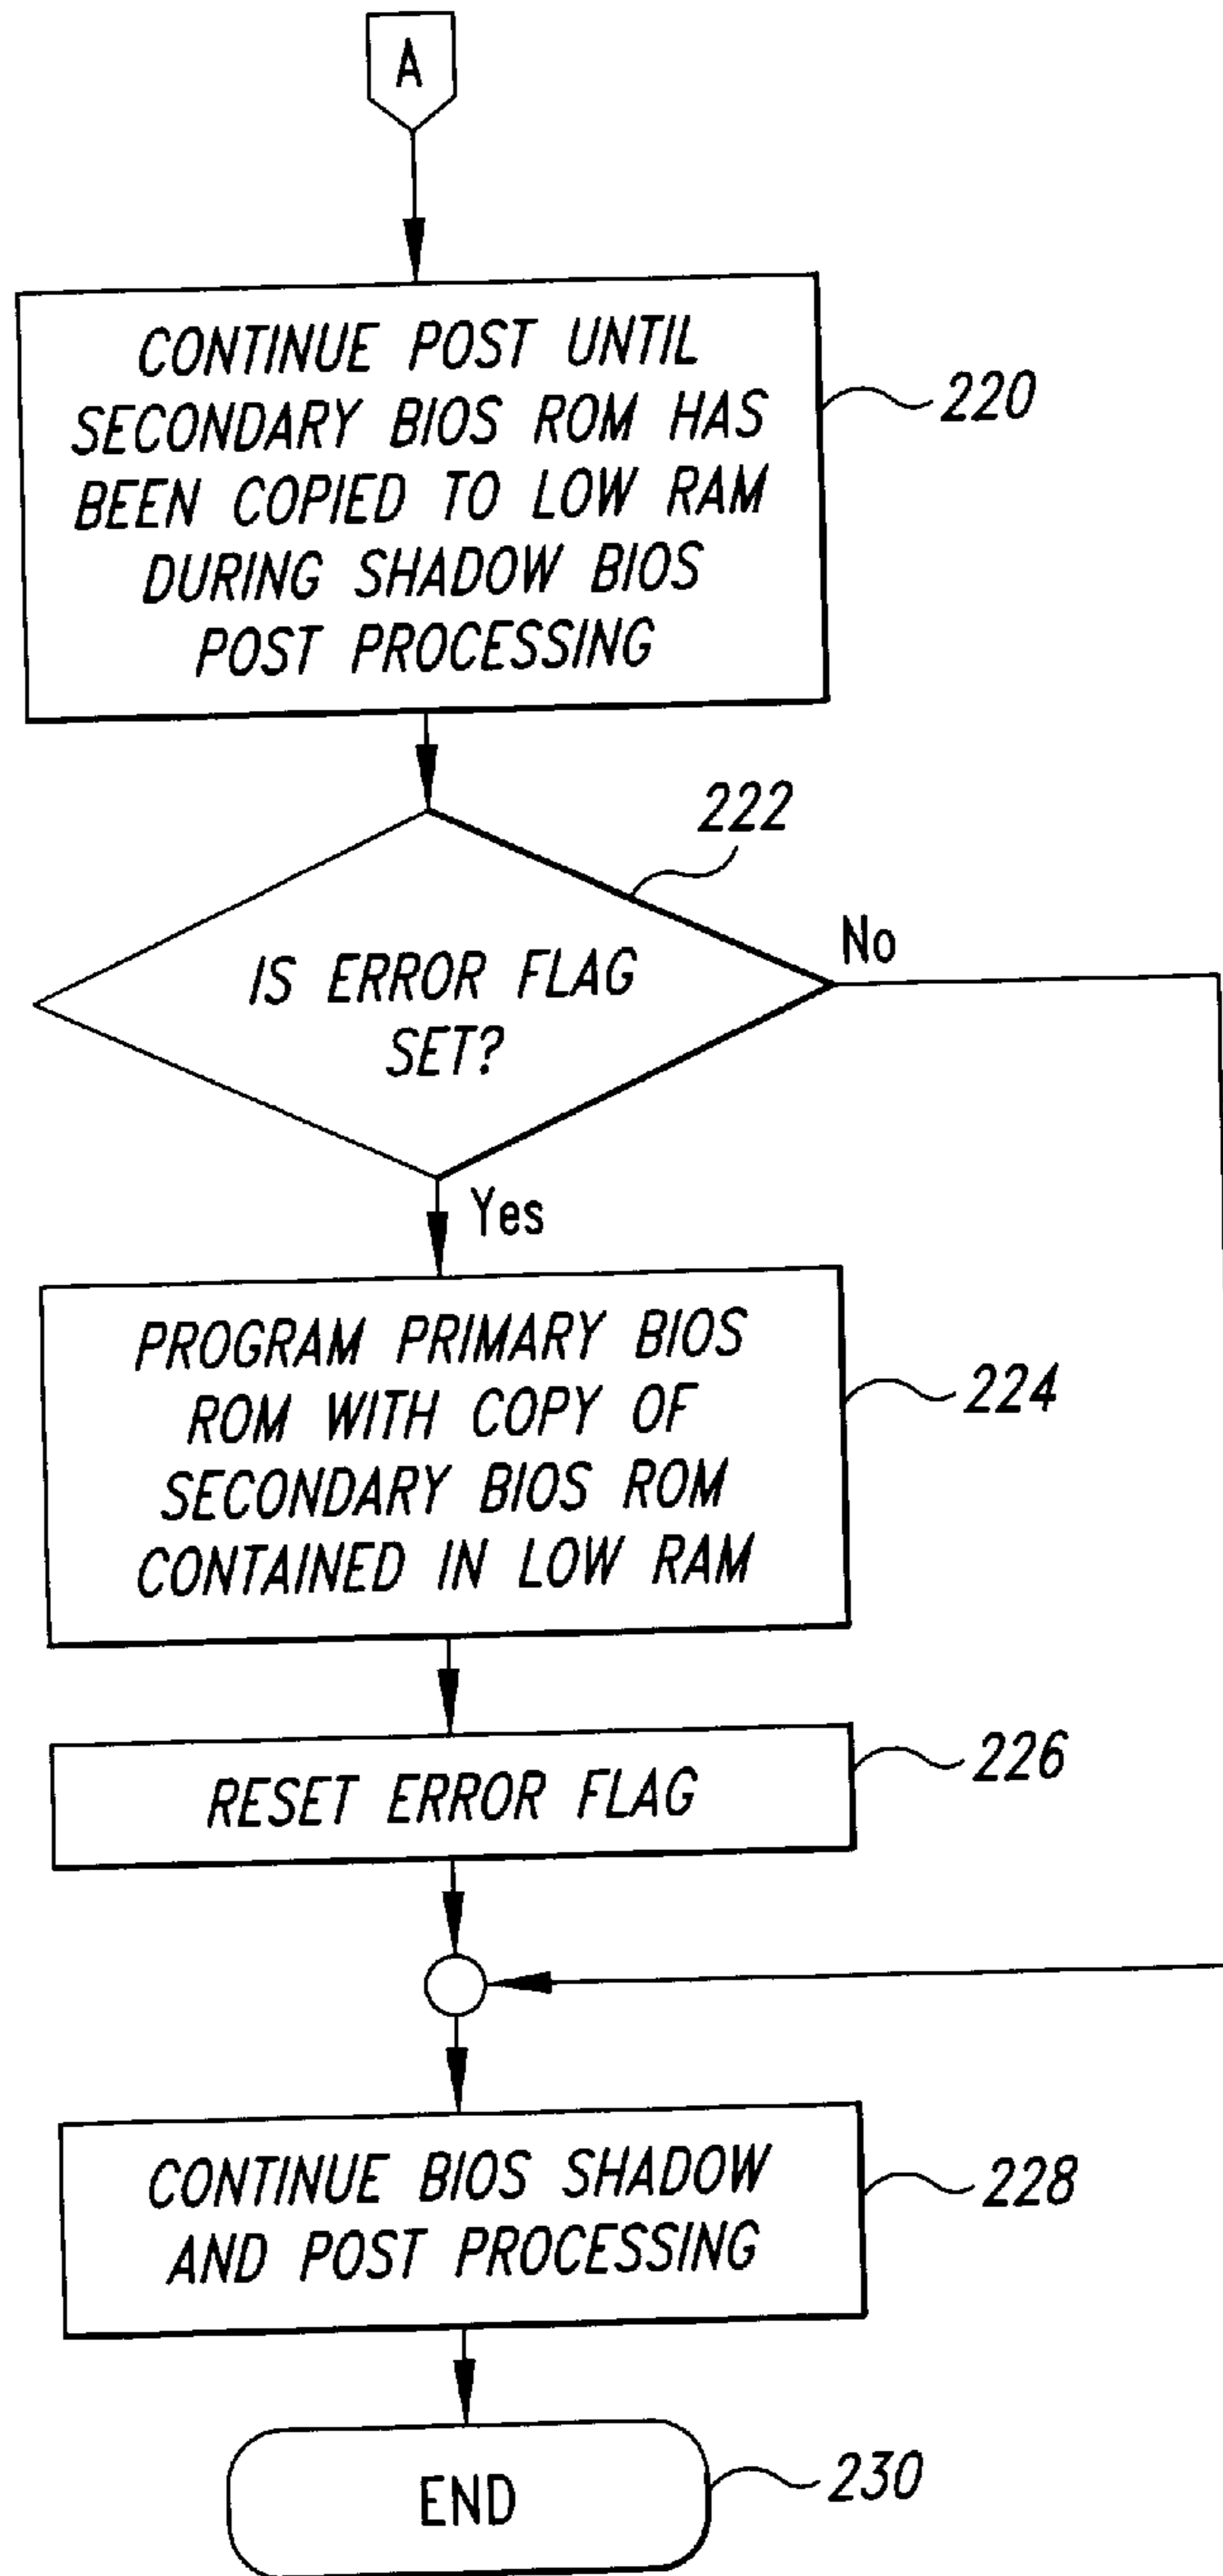 A
CONTINUE POST UNTIL
SECONDARY BIOS ROM HAS
BEEN COPIED TO LOW RAM
DURING SHADOW BIOS
POST PROCESSING
220
222
IS ERROR FLAG
SET?
No
Yes
PROGRAM PRIMARY BIOS
ROM WITH COPY OF
SECONDARY BIOS ROM
CONTAINED IN LOW RAM
224
RESET ERROR FLAG
226
CONTINUE BIOS SHADOW
AND POST PROCESSING
228
END
230